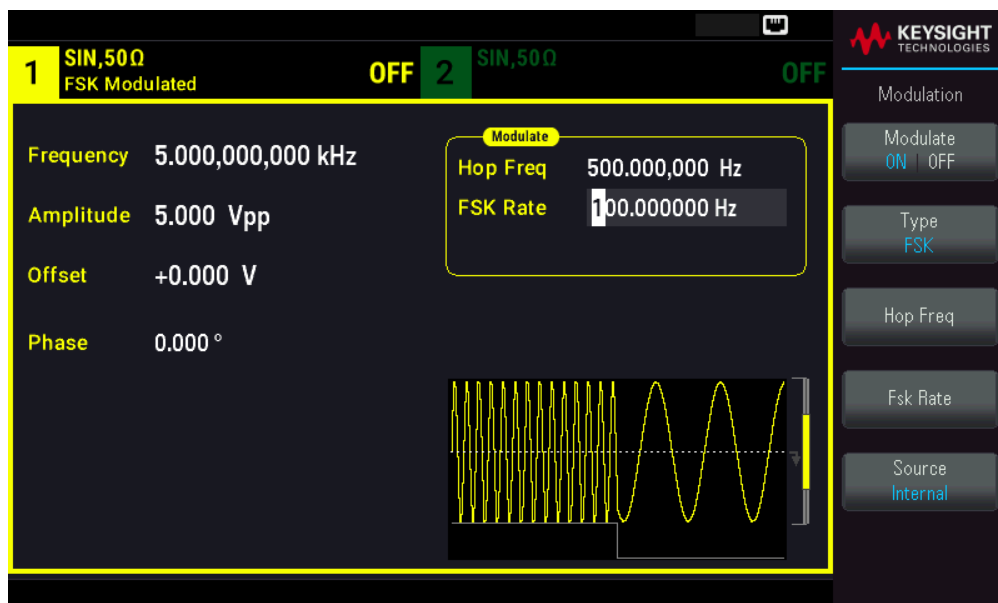 KEYSIGHT
TECHNOLOGIES
1
SIN,50Ω
FSK Modulated
OFF
2
SIN,50Ω
OFF
Frequency 5.000,000,000 kHz
Amplitude 5.000 Vpp
Offset +0.000 V
Phase 0.000 °
Modulate
Hop Freq 500.000,000 Hz
FSK Rate 100.000000 Hz
Modulation
Modulate
ON | OFF
Type
FSK
Hop Freq
Fsk Rate
Source
Internal